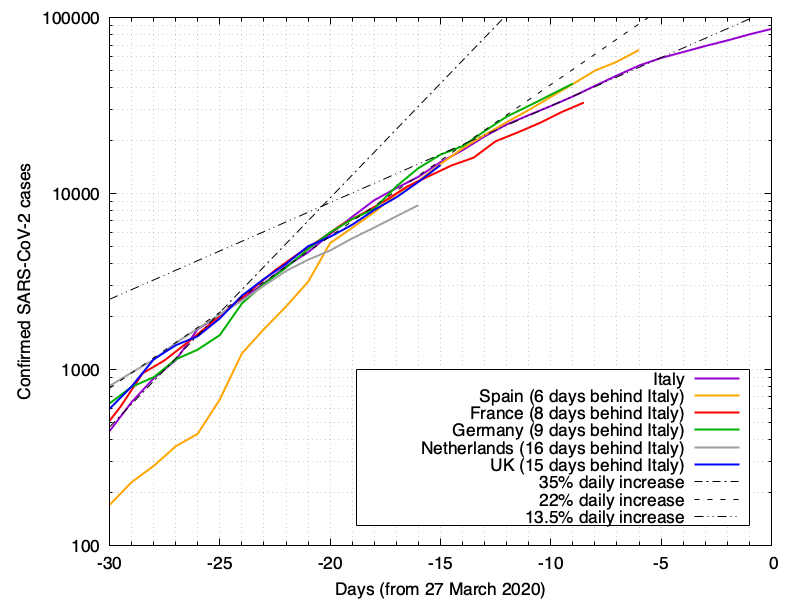 100000
10000
1000
100
Confirmed SARS-CoV-2 cases
Italy
Spain (6 days behind Italy)
France (8 days behind Italy)
Germany (9 days behind Italy)
Netherlands (16 days behind Italy)
UK (15 days behind Italy)
35% daily increase
22% daily increase
13.5% daily increase
-30 -25 -20 -15 -10 -5 0
Days (from 27 March 2020)